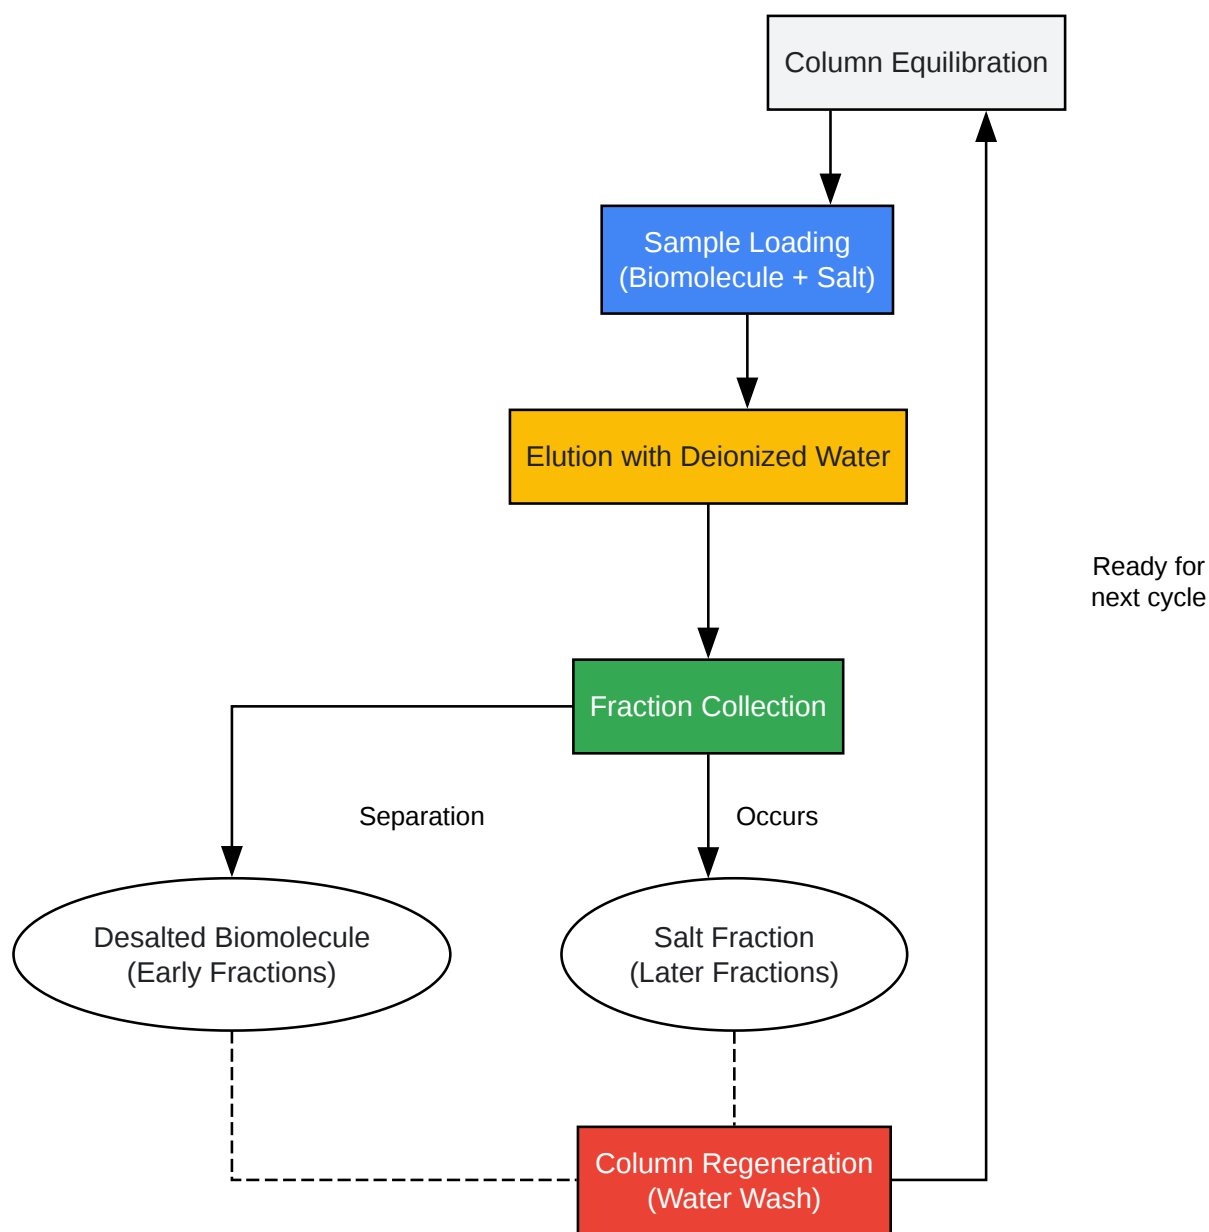 Column Equilibration
Sample Loading
(Biomolecule + Salt)
Elution with Deionized Water
Ready for
next cycle
Fraction Collection
Separation
Occurs
Desalted Biomolecule
(Early Fractions)
Salt Fraction
(Later Fractions)
Column Regeneration
(Water Wash)